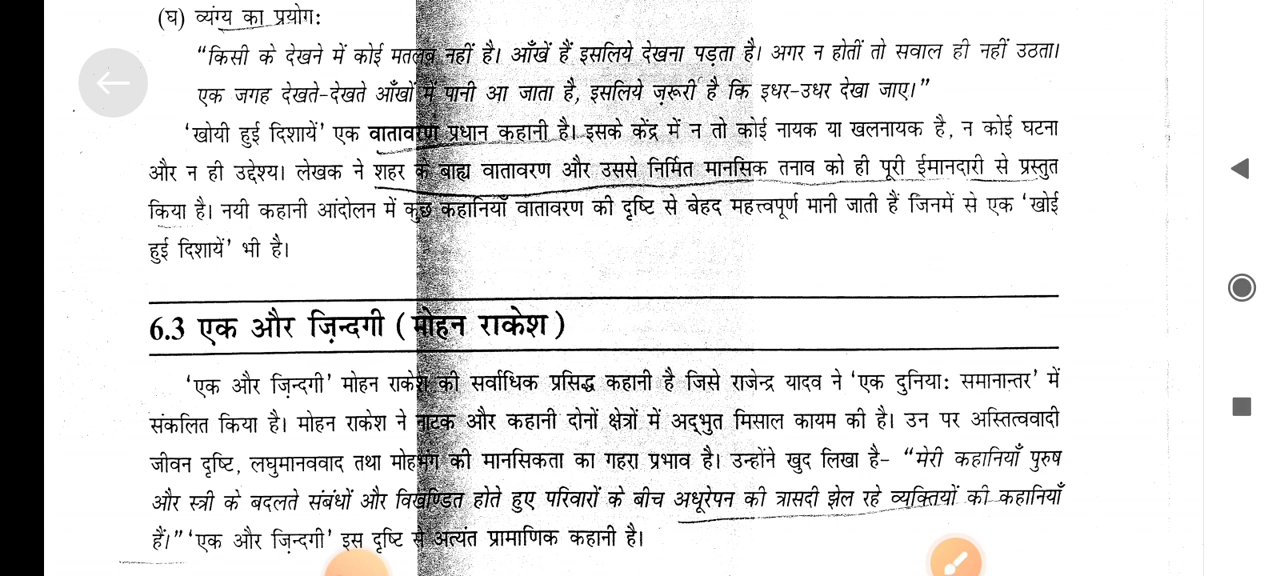 (घ) व्यंग्य का प्रयोग:
“किसी के देखने में कोई मतलब नहीं है। आँखें हैं इसलिये देखना पड़ता है। अगर न होतीं तो सवाल ही नहीं उठता।
एक जगह देखते-देखते आँखों में पानी आ जाता है, इसलिये ज़रूरी है कि इधर-उधर देखा जाए।”
‘खोयी हुई दिशायें’ एक वातावरण प्रधान कहानी है। इसके केंद्र में न तो कोई नायक या खलनायक है, न कोई घटना
और न ही उद्देश्य। लेखक ने शहर के बाह्य वातावरण और उससे निर्मित मानसिक तनाव को ही पूरी ईमानदारी से प्रस्तुत
किया है। नयी कहानी आंदोलन में कुछ कहानियाँ वातावरण की दृष्टि से बेहद महत्त्वपूर्ण मानी जाती हैं जिनमें से एक ‘खोई
हुई दिशायें’ भी है।
6.3 एक और ज़िन्दगी (मोहन राकेश)
‘एक और ज़िन्दगी’ मोहन राकेश की सर्वाधिक प्रसिद्ध कहानी है जिसे राजेन्द्र यादव ने ‘एक दुनिया: समानान्तर’ में
संकलित किया है। मोहन राकेश ने नाटक और कहानी दोनों क्षेत्रों में अद्भुत मिसाल कायम की है। उन पर अस्तित्ववादी
जीवन दृष्टि, लघुमानववाद तथा मोहभंग की मानसिकता का गहरा प्रभाव है। उन्होंने खुद लिखा है- “मेरी कहानियाँ पुरुष
और स्त्री के बदलते संबंधों और विखण्डित होते हुए परिवारों के बीच अधूरेपन की त्रासदी झेल रहे व्यक्तियों की कहानियाँ
हैं।” ‘एक और ज़िन्दगी’ इस दृष्टि से अत्यंत प्रामाणिक कहानी है।